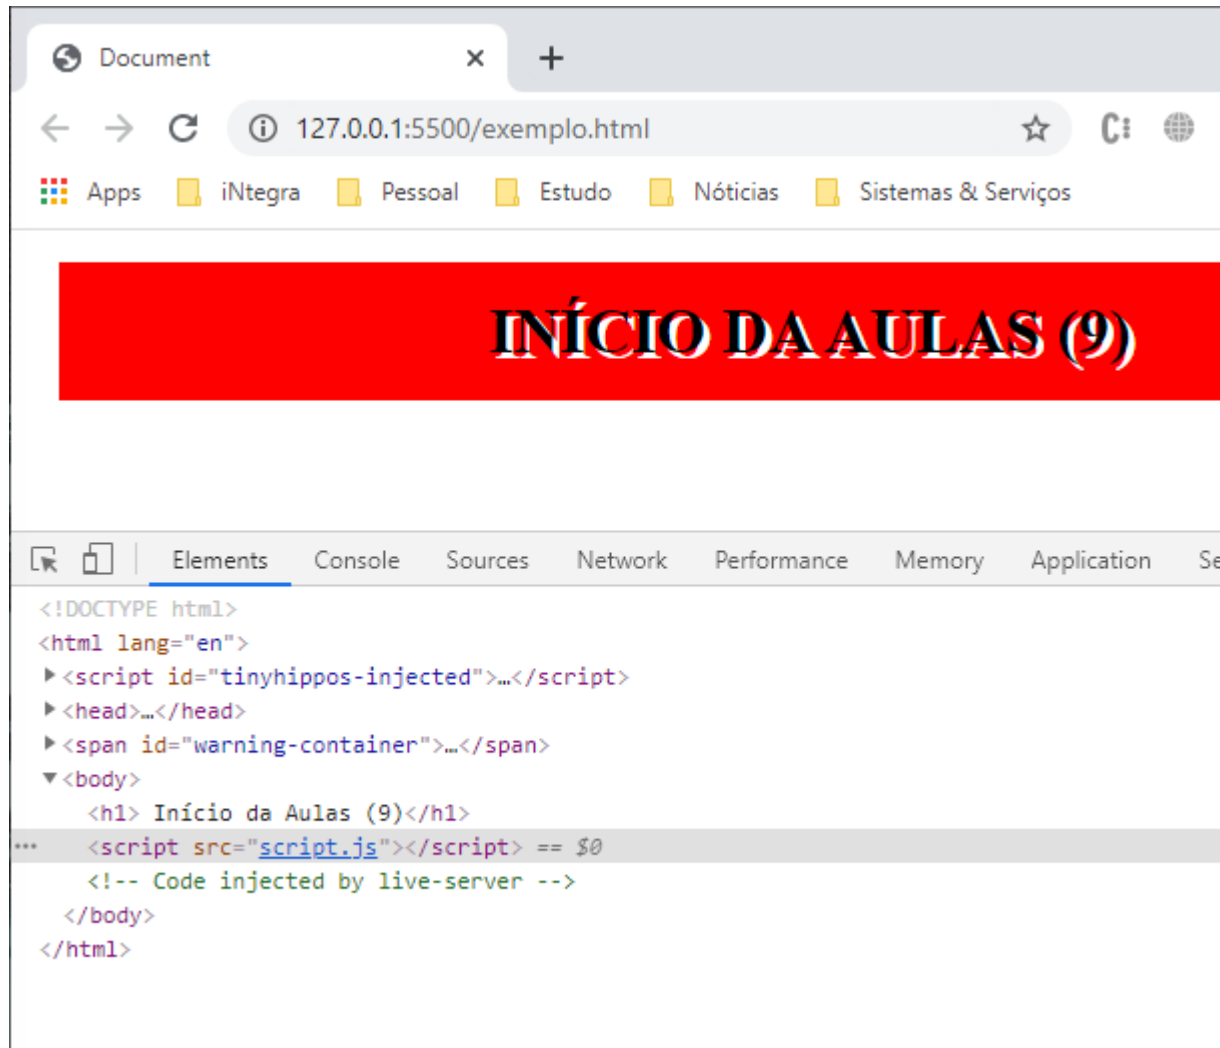 Document
127.0.0.1:5500/exemplo.html
Apps iNtegra Pessoal Estudo Nóticias Sistemas & Serviços
INÍCIO DA AULAS (9)
Elements Console Sources Network Performance Memory Application Se
<!DOCTYPE html>
<html lang="en">
<script id="tinyhippos-injected">…</script>
<head>…</head>
<span id="warning-container">…</span>
<body>
<h1> Início da Aulas (9)</h1>
<script src="script.js"></script> == $0
<!-- Code injected by live-server -->
</body>
</html>